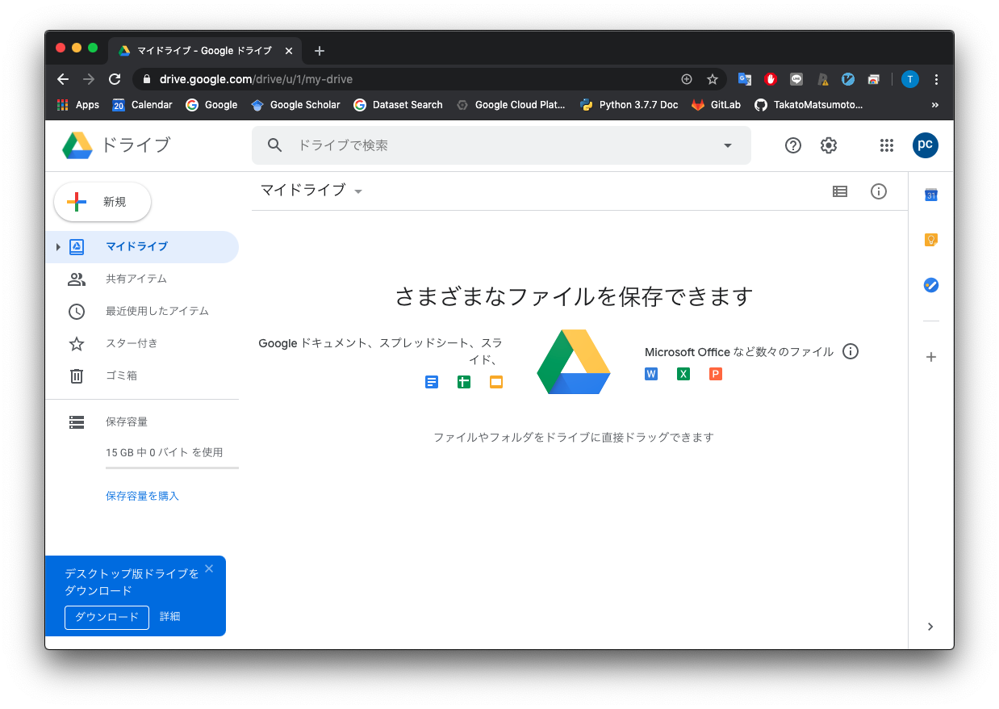 マイドライブ - Google ドライブ
drive.google.com/drive/u/1/my-drive
T
Apps
20
Calendar
Google
Google Scholar
Dataset Search
Google Cloud Plat...
Python 3.7.7 Doc
GitLab
TakatoMatsumoto...
»
ドライブ
ドライブで検索
pc
新規
マイドライブ
31
マイドライブ
共有アイテム
最近使用したアイテム
スター付き
ゴミ箱
保存容量
15 GB 中 0 バイト を使用
保存容量を購入
さまざまなファイルを保存できます
Google ドキュメント、スプレッドシート、スラ
イド、
Microsoft Office など数々のファイル
W
X
P
ファイルやフォルダをドライブに直接ドラッグできます
デスクトップ版ドライブを
ダウンロード
ダウンロード
詳細